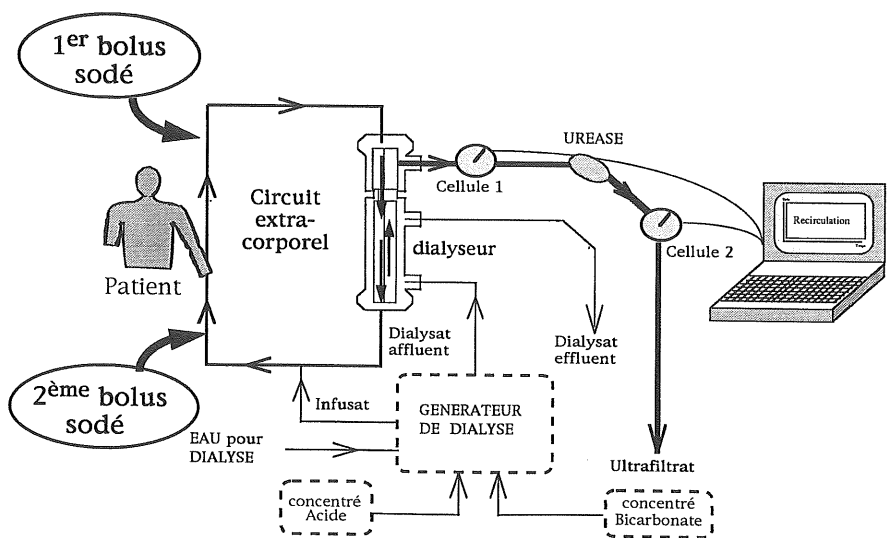 1er bolus
sodé
UREASE
Cellule 1
Recirculation
Circuit
extra-
corporel
Cellule 2
dialyseur
Patient
Dialysat
affluent
Dialysat
effluent
2ème bolus
sodé
Infusat
GENERATEUR
DE DIALYSE
EAU pour
DIALYSE
Ultrafiltrat
concentré
Acide
concentré
Bicarbonate